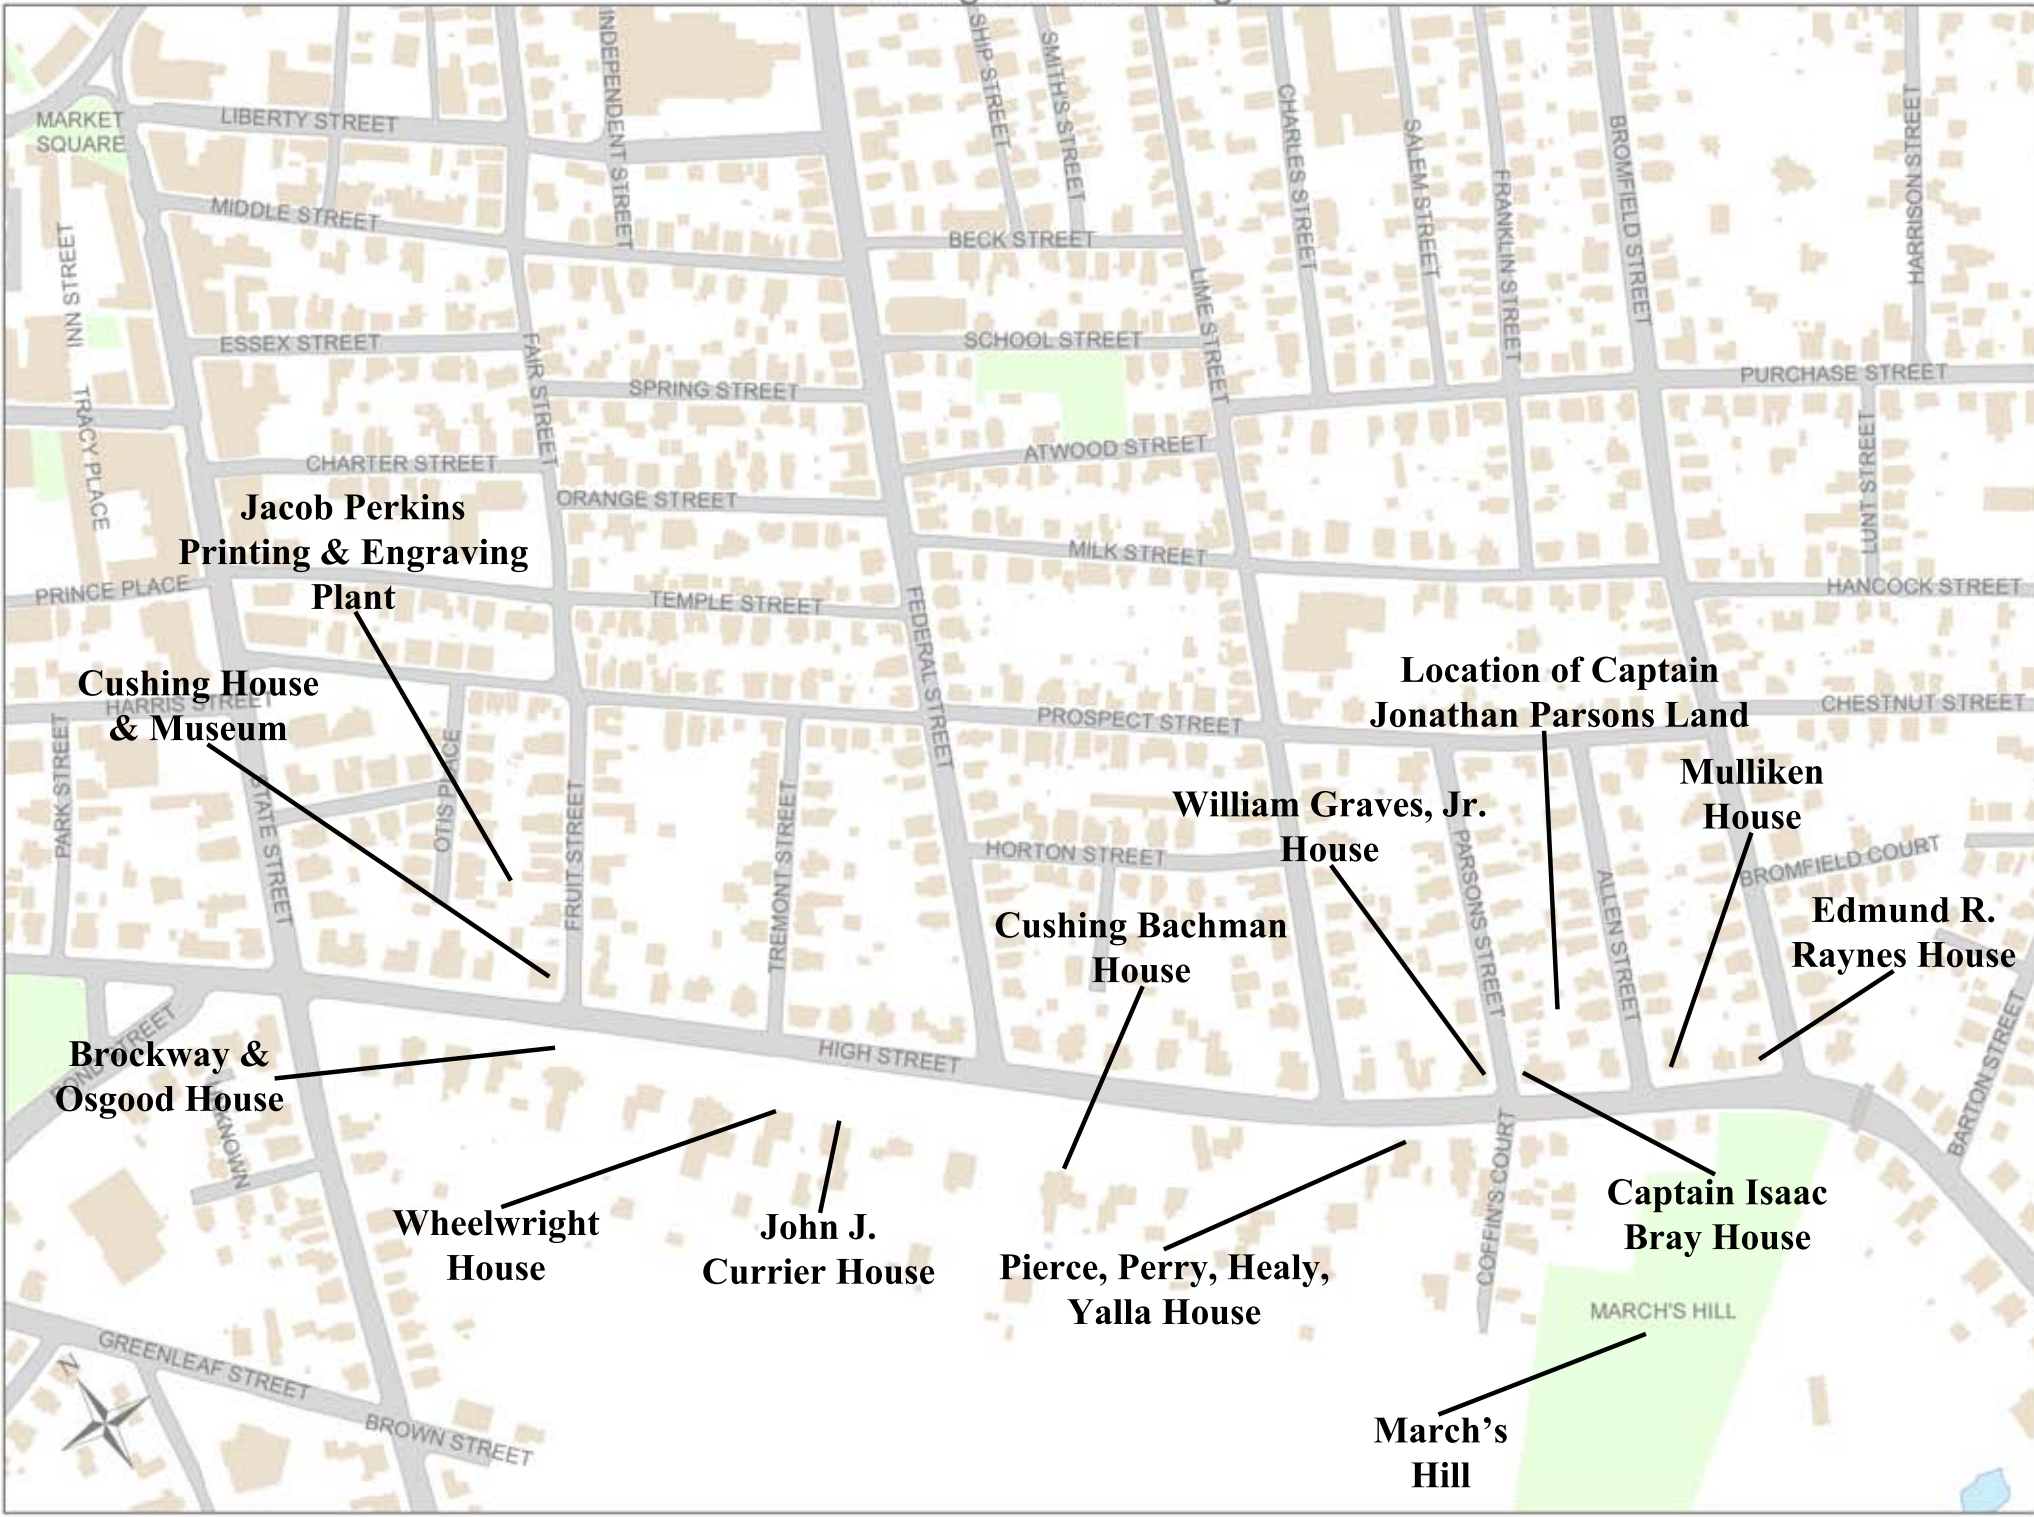 INDEPENDENT STREET
SHIP STREET
SMITH'S STREET
CHARLES STREET
SALEM STREET
FRANKLIN STREET
BROMFIELD STREET
HARRISON STREET
MARKET
SQUARE
LIBERTY STREET
MIDDLE STREET
INN STREET
BECK STREET
LIME STREET
ESSEX STREET
FAIR STREET
SCHOOL STREET
SPRING STREET
PURCHASE STREET
TRACY PLACE
CHARTER STREET
ATWOOD STREET
LUNT STREET
ORANGE STREET
Jacob Perkins
Printing & Engraving
Plant
MILK STREET
PRINCE PLACE
TEMPLE STREET
FEDERAL STREET
HANCOCK STREET
Cushing House
& Museum
HARRIS STREET
Location of Captain
Jonathan Parsons Land
PROSPECT STREET
CHESTNUT STREET
PARK STREET
STATE STREET
OTIS PLACE
FRUIT STREET
TREMONT STREET
Mulliken
House
William Graves, Jr.
House
HORTON STREET
PARSONS STREET
ALLEN STREET
BROMFIELD COURT
Cushing Bachman
House
Edmund R.
Raynes House
BARTON STREET
POND STREET
Brockway &
Osgood House
UNKNOWN
HIGH STREET
COFFIN'S COURT
Wheelwright
House
John J.
Currier House
Pierce, Perry, Healy,
Yalla House
Captain Isaac
Bray House
MARCH'S HILL
March’s
Hill
GREENLEAF STREET
BROWN STREET
N